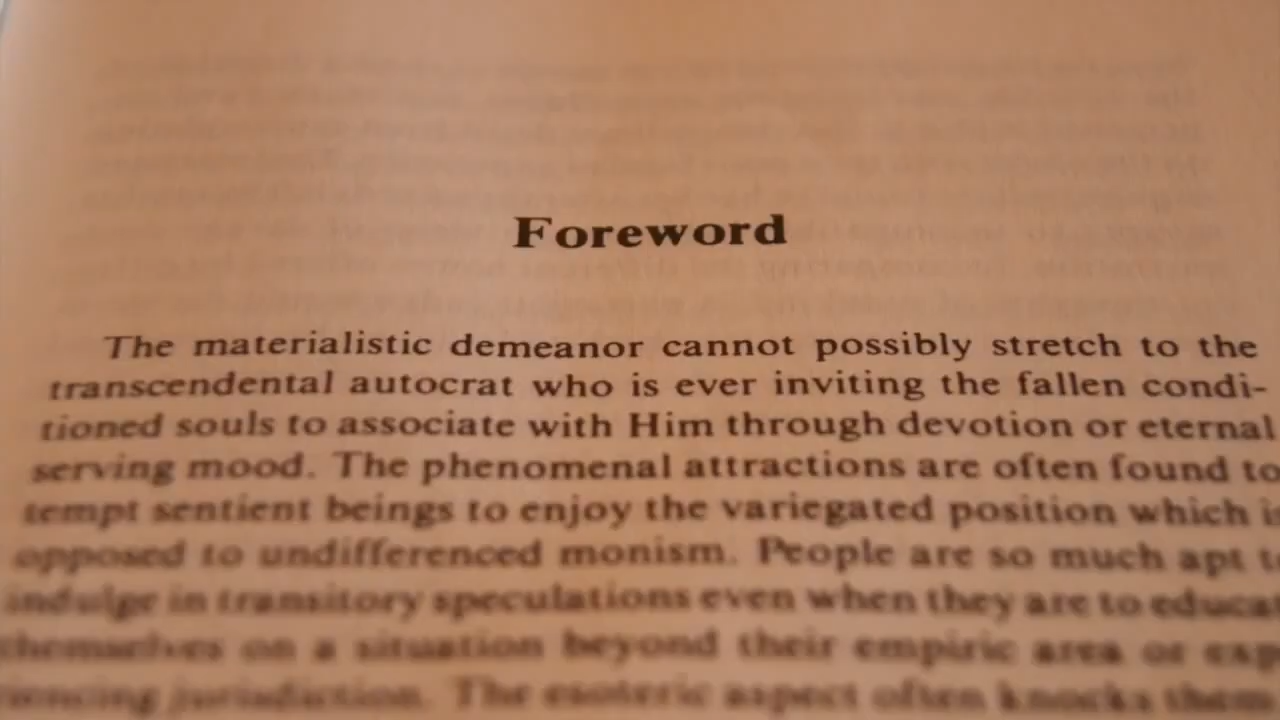 Foreword
The materialistic demeanor cannot possibly stretch to the
transcendental autocrat who is ever inviting the fallen condi-
tioned souls to associate with Him through devotion or eternal
serving mood. The phenomenal attractions are often found to
tempt sentient beings to enjoy the variegated position which is
opposed to undifferenced monism. People are so much apt to
indulge in transitory speculations even when they are to educat
themselves on a situation beyond their empiric area or exp
riencing jurisdiction. The esoteric aspect often knocks them